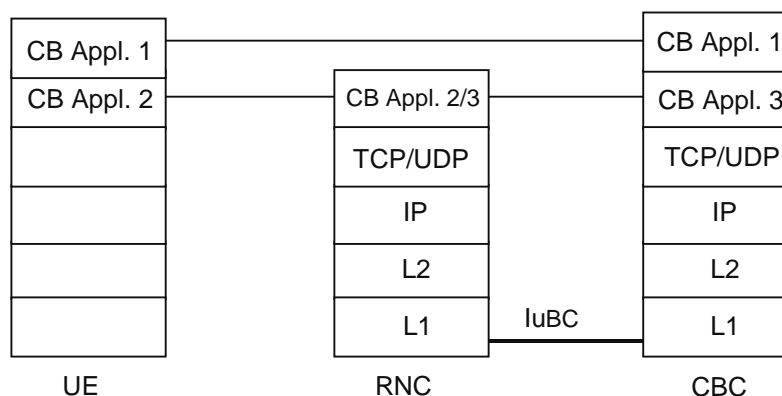 CB Appl. 1
CB Appl. 2
UE
CB Appl. 2/3
TCP/UDP
IP
L2
L1
RNC
IuBC
CB Appl. 1
CB Appl. 3
TCP/UDP
IP
L2
L1
CBC